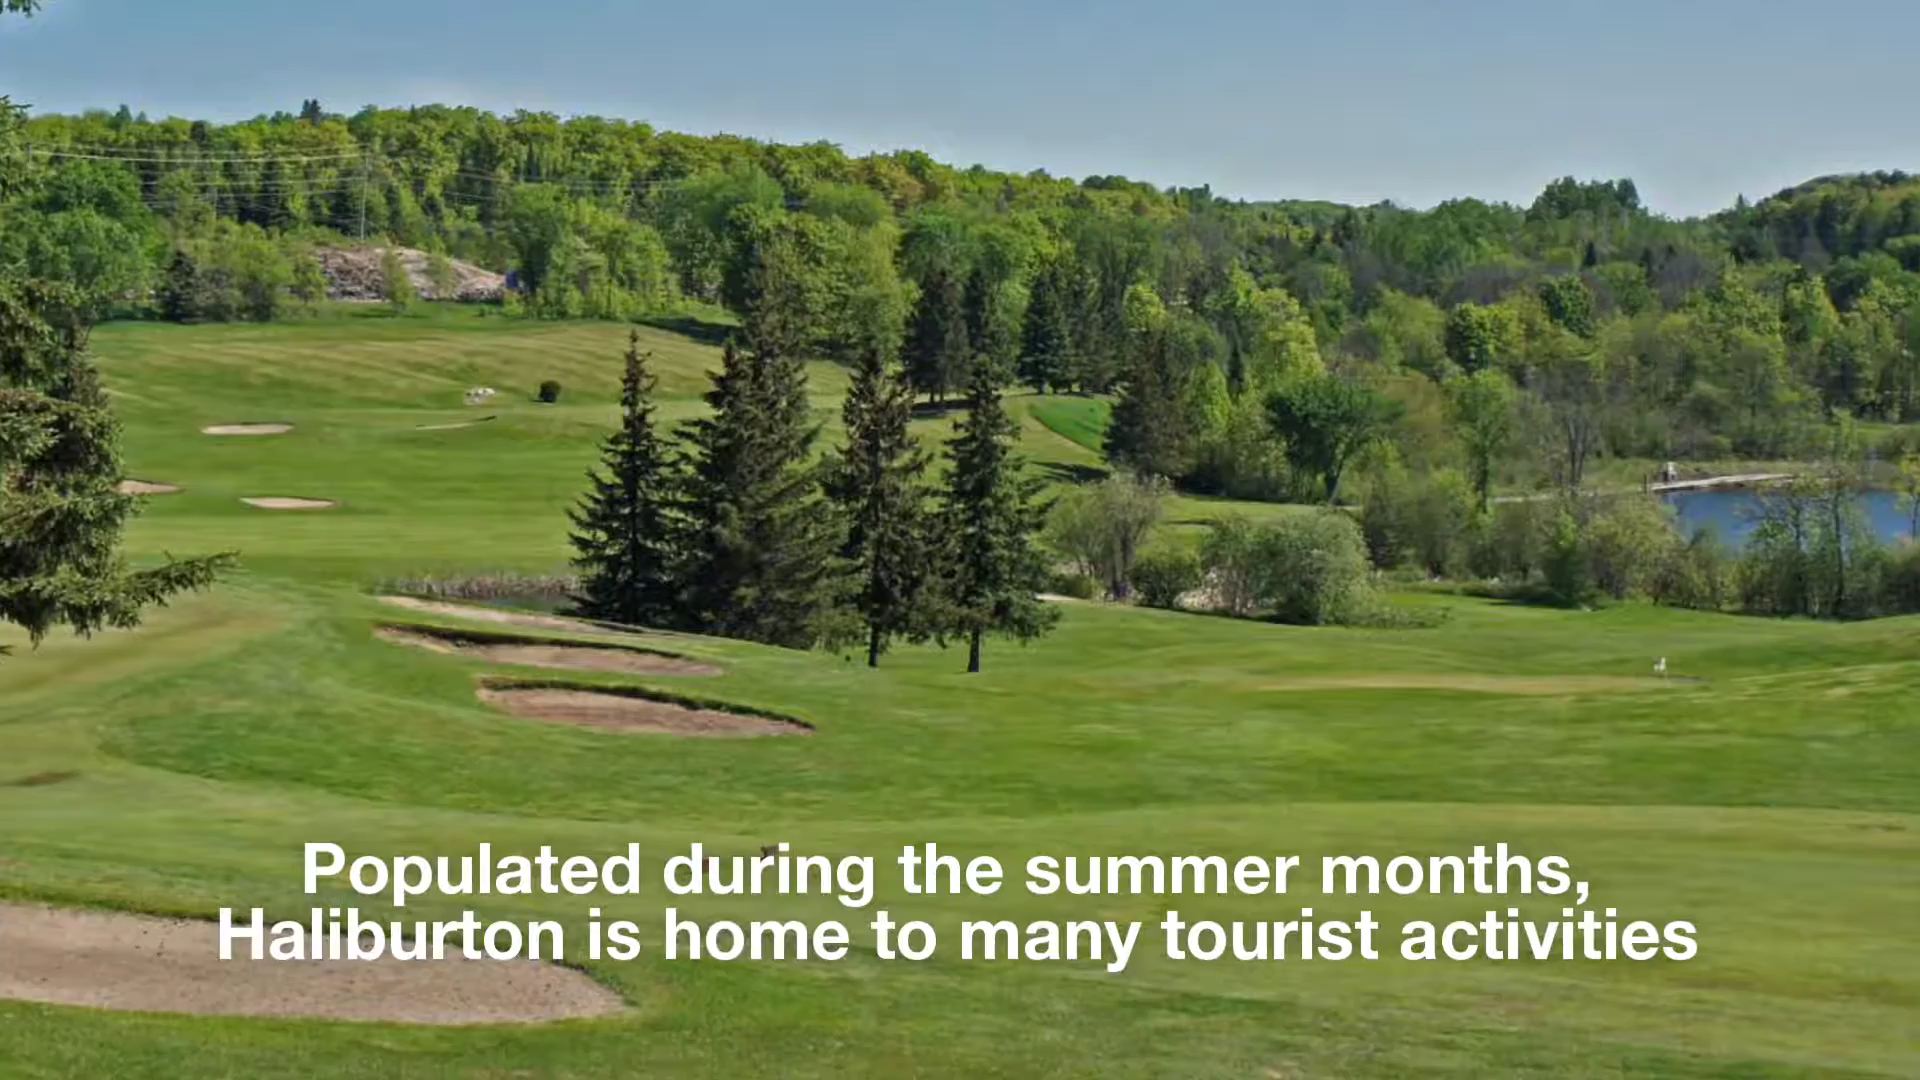 Populated during the summer months,
Haliburton is home to many tourist activities